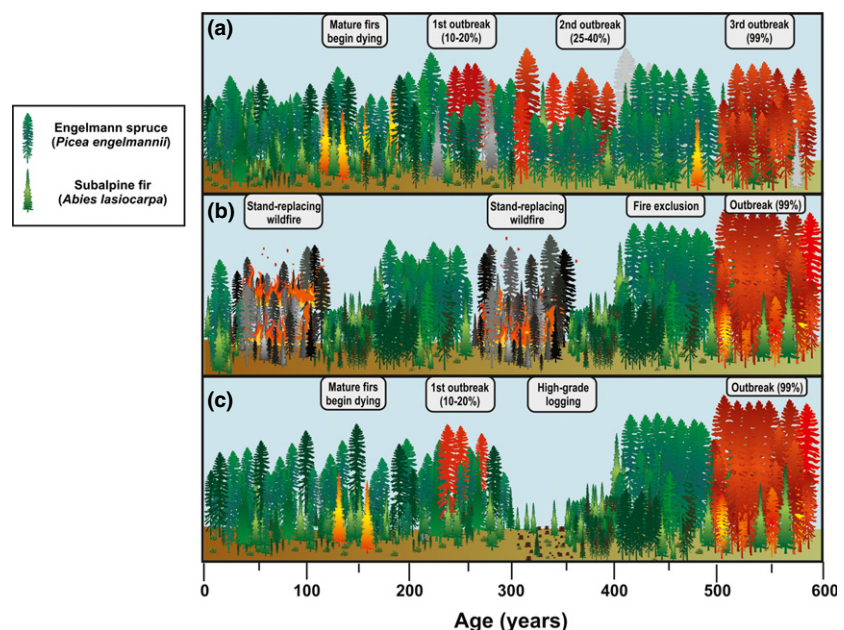 Engelmann spruce
(Picea engelmannii)
Subalpine fir
(Abies lasiocarpa)
(a)
Mature firs
begin dying
1st outbreak
(10-20%)
2nd outbreak
(25-40%)
3rd outbreak
(99%)
(b)
Stand-replacing
wildfire
Stand-replacing
wildfire
Fire exclusion
Outbreak (99%)
(c)
Mature firs
begin dying
1st outbreak
(10-20%)
High-grade
logging
Outbreak (99%)
0 100 200 300 400 500 600
Age (years)